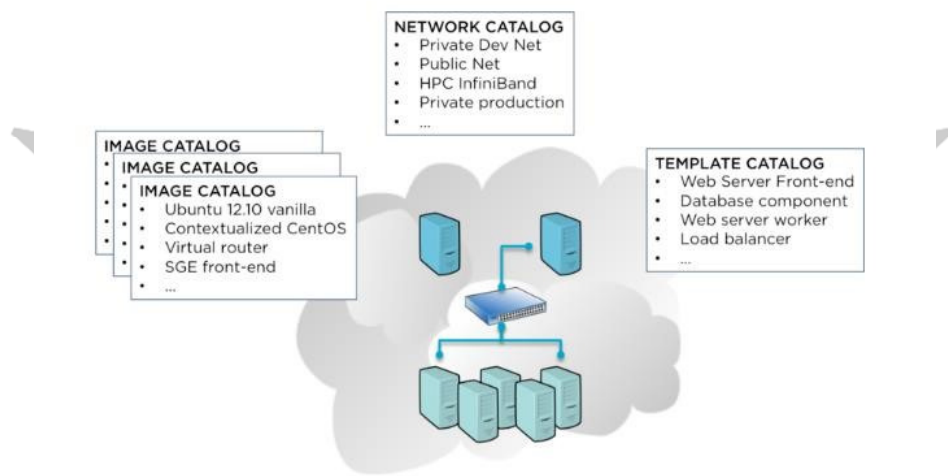 NETWORK CATALOG
• Private Dev Net
• Public Net
• HPC InfiniBand
• Private production
• ...
IMAGE CATALOG
IMAGE CATALOG
IMAGE CATALOG
• Ubuntu 12.10 vanilla
• Contextualized CentOS
• Virtual router
• SGE front-end
• ...
TEMPLATE CATALOG
• Web Server Front-end
• Database component
• Web server worker
• Load balancer
• ...